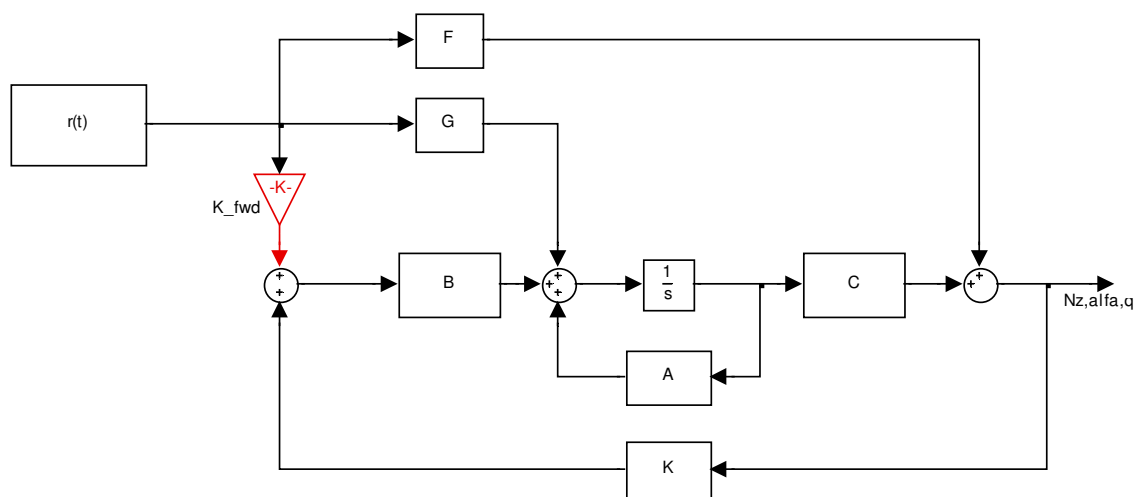 F
r(t)
G
-K-
K_fwd
+
+
B
+
+
+
1
s
C
+
+
Nz,alfa,q
A
K